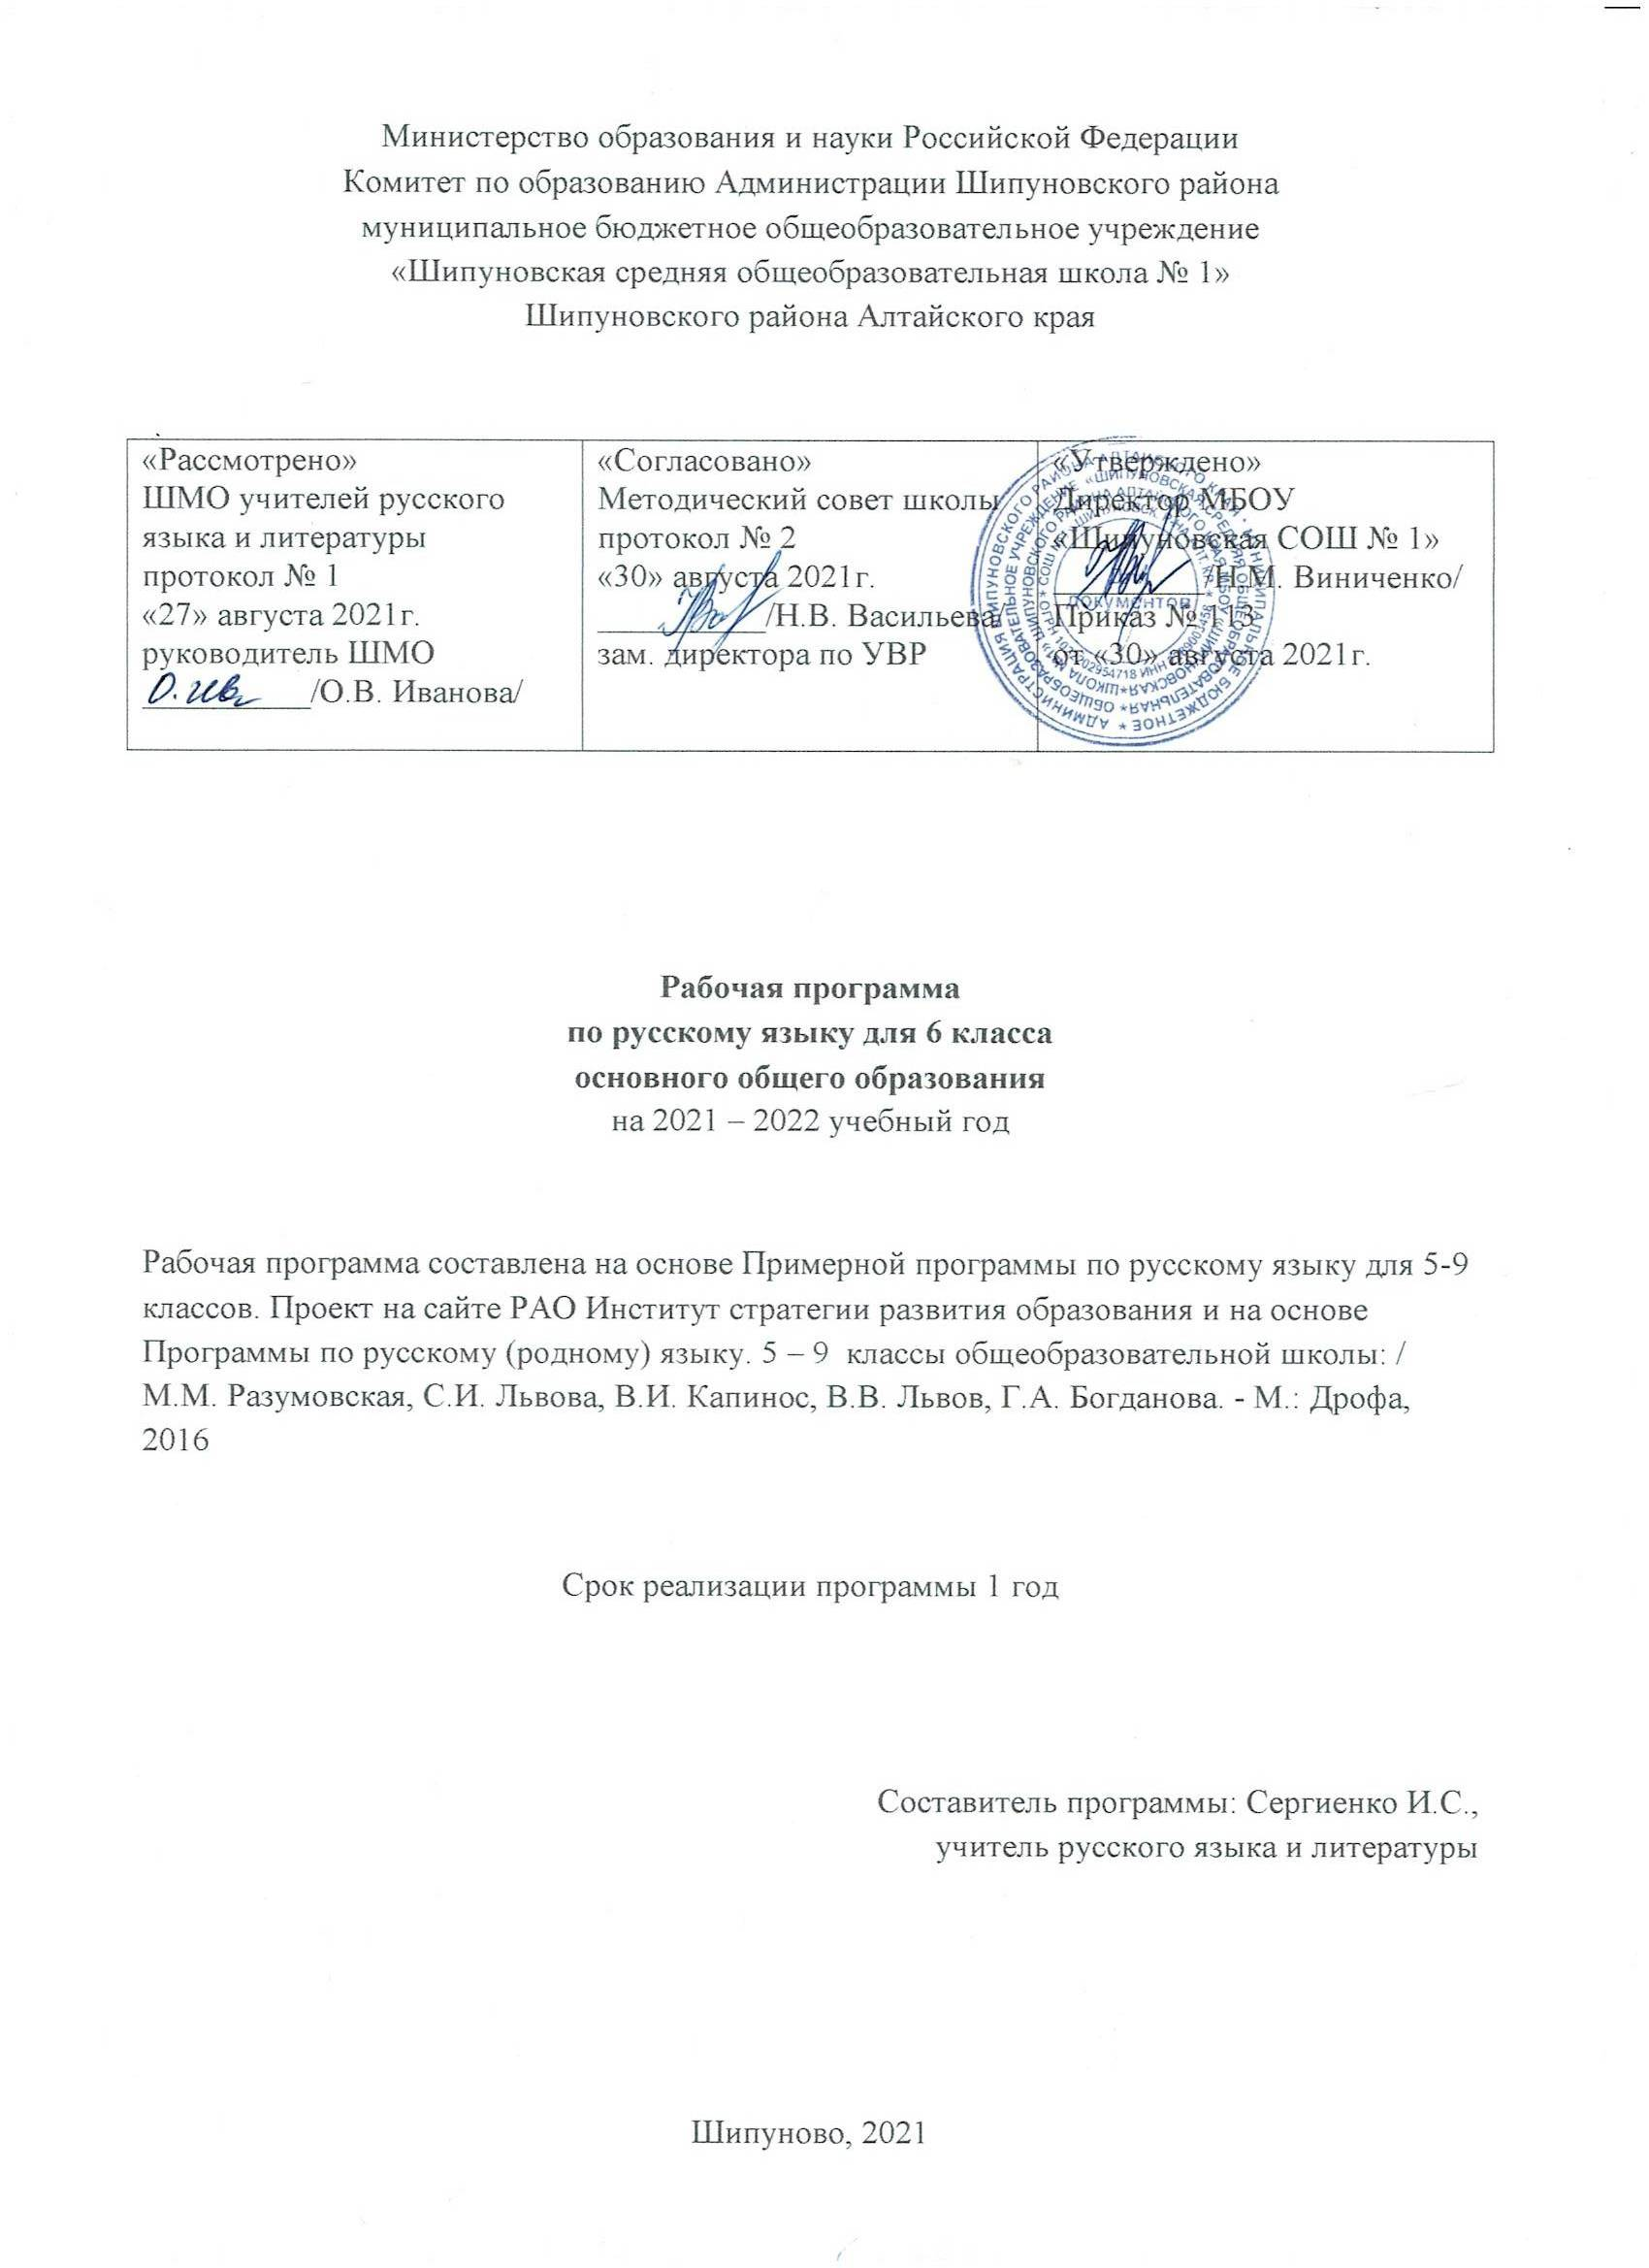 Министерство образования и науки Российской Федерации
Комитет по образованию Администрации Шипуновского района
муниципальное бюджетное общеобразовательное учреждение
«Шипуновская средняя общеобразовательная школа № 1»
Шипуновского района Алтайского края
«Рассмотрено»
ШМО учителей русского
языка и литературы
протокол № 1
«27» августа 2021г.
руководитель ШМО
__________/О.В. Иванова/
«Согласовано»
Методический совет школы
протокол № 2
«30» августа 2021г.
__________/Н.В. Васильева/
зам. директора по УВР
«Утверждено»
Директор МБОУ
«Шипуновская СОШ № 1»
_________/Н.М. Виниченко/
Приказ № 113
от «30» августа 2021г.
документов
Рабочая программа
по русскому языку для 6 класса
основного общего образования
на 2021 – 2022 учебный год
Рабочая программа составлена на основе Примерной программы по русскому языку для 5-9
классов. Проект на сайте РАО Институт стратегии развития образования и на основе
Программы по русскому (родному) языку. 5 – 9 классы общеобразовательной школы: /
М.М. Разумовская, С.И. Львова, В.И. Капинос, В.В. Львов, Г.А. Богданова. - М.: Дрофа,
2016
Срок реализации программы 1 год
Составитель программы: Сергиенко И.С.,
учитель русского языка и литературы
Шипуново, 2021